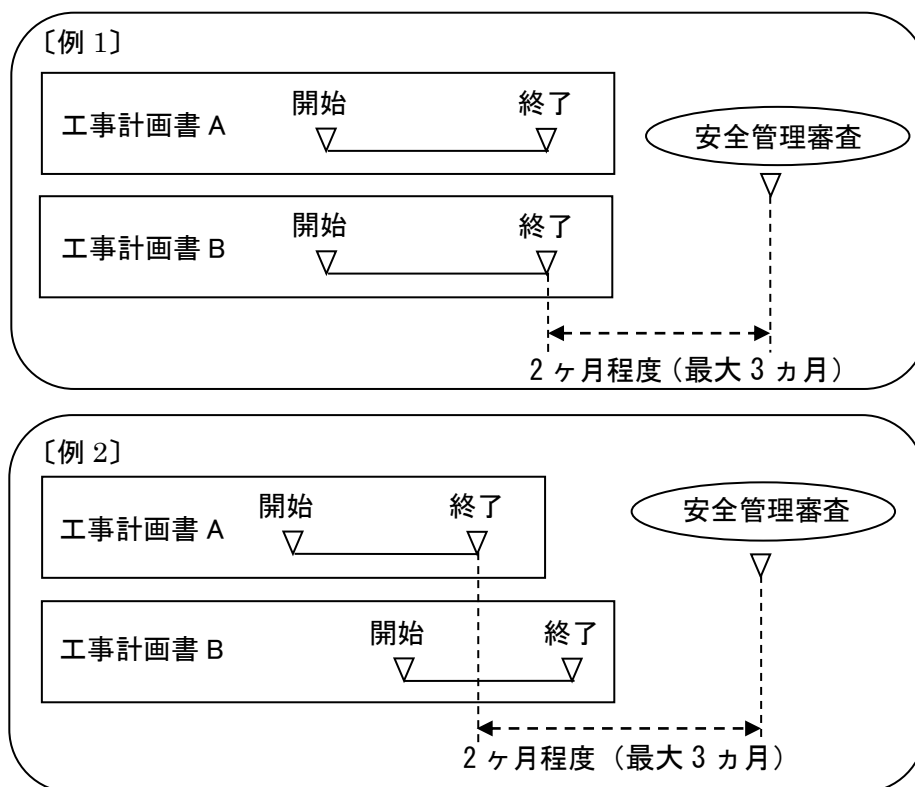 〔例 1〕
開始 終了
工事計画書 A
安全管理審査
開始 終了
工事計画書 B
2 ヶ月程度（最大 3 ヵ月）
〔例 2〕
開始 終了
工事計画書 A
安全管理審査
開始 終了
工事計画書 B
2 ヶ月程度（最大 3 ヵ月）